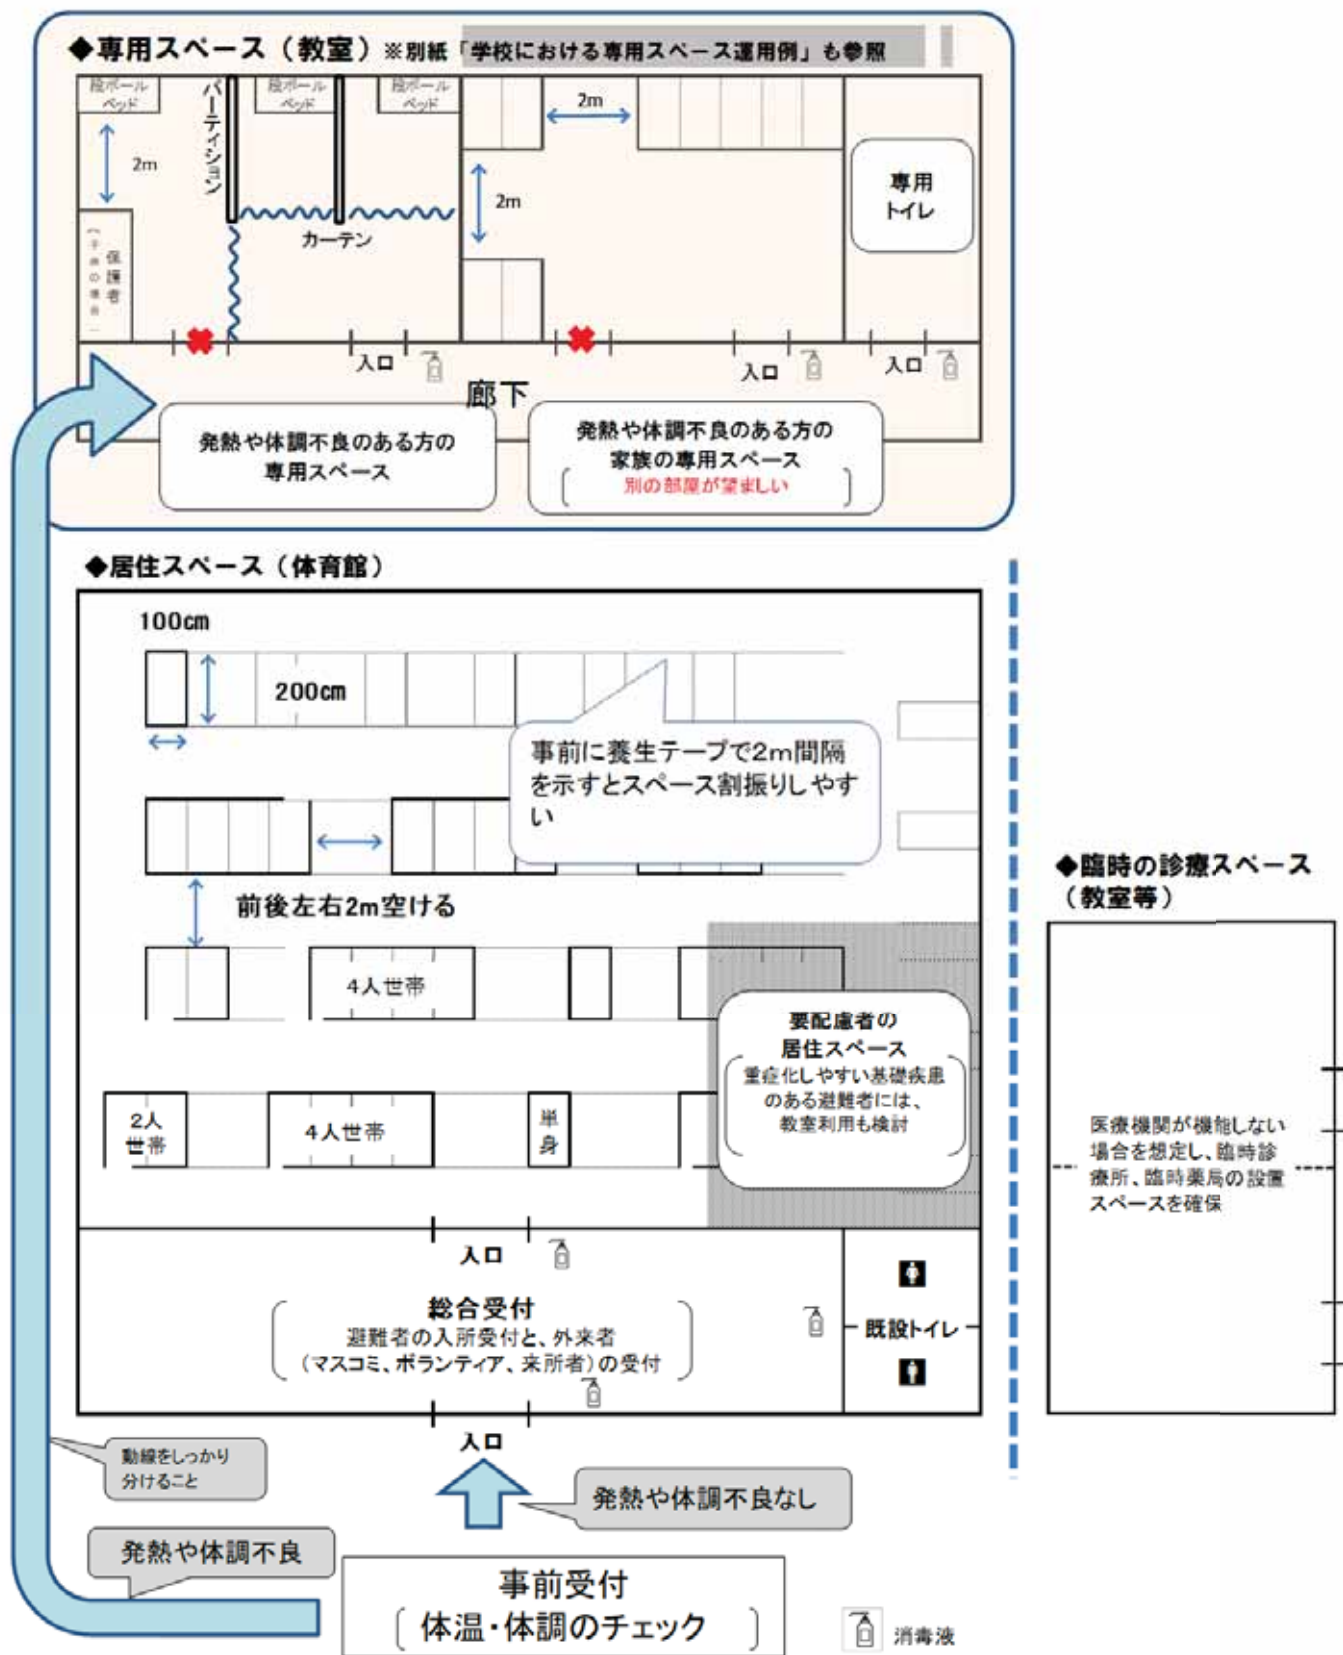 ◆専用スペース（教室）※別紙「学校における専用スペース運用例」も参照
段ボール
ベッド
パーティション
段ボール
ベッド
段ボール
ベッド
2m
2m
2m
専用
トイレ
カーテン
保護者
（子供の場合）
入口
入口
入口
廊下
発熱や体調不良のある方の
専用スペース
発熱や体調不良のある方の
家族の専用スペース
別の部屋が望ましい
◆居住スペース（体育館）
100cm
200cm
事前に養生テープで2m間隔
を示すとスペース割振りしやす
い
前後左右2m空ける
4人世帯
要配慮者の
居住スペース
重症化しやすい基礎疾患
のある避難者には、
教室利用も検討
2人
世帯
4人世帯
単身
入口
総合受付
避難者の入所受付と、外来者
（マスコミ、ボランティア、来所者）の受付
既設トイレ
入口
◆臨時の診療スペース
（教室等）
医療機関が機能しない
場合を想定し、臨時診
療所、臨時薬局の設置
スペースを確保
動線をしっかり
分けること
発熱や体調不良なし
発熱や体調不良
事前受付
体温・体調のチェック
消毒液